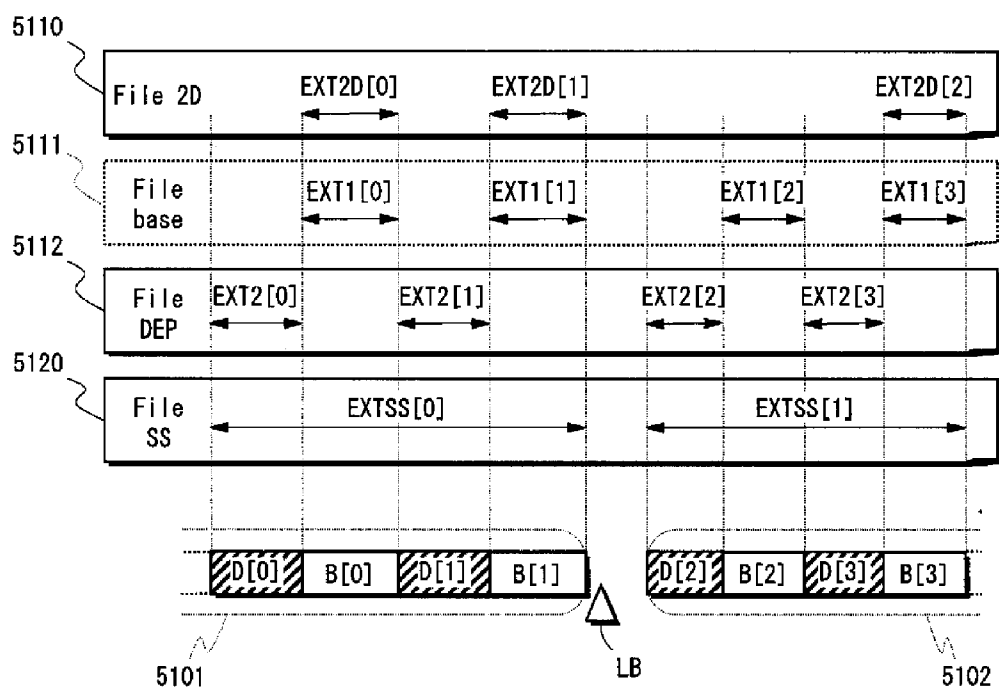 5110
File 2D
EXT2D[0]
EXT2D[1]
EXT2D[2]
5111
File
base
EXT1[0]
EXT1[1]
EXT1[2]
EXT1[3]
5112
File
DEP
EXT2[0]
EXT2[1]
EXT2[2]
EXT2[3]
5120
File
SS
EXTSS[0]
EXTSS[1]
D[0]
B[0]
D[1]
B[1]
D[2]
B[2]
D[3]
B[3]
5101
LB
5102